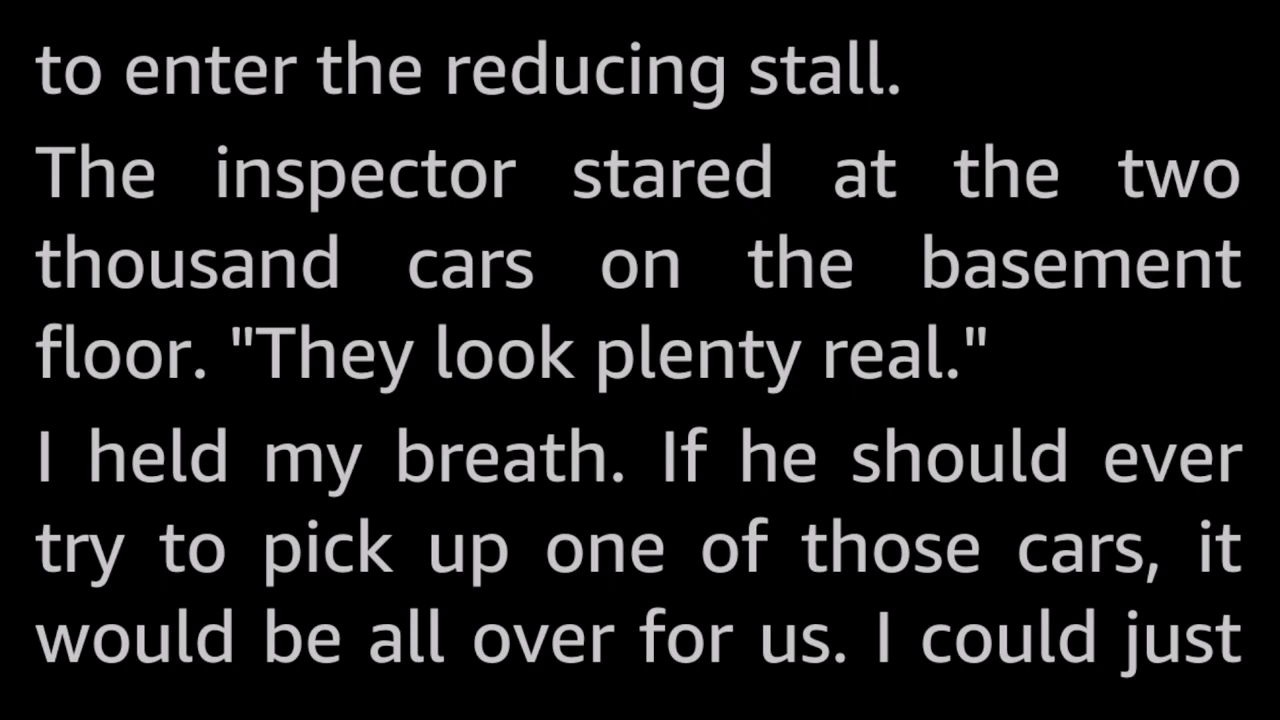 to enter the reducing stall.
The inspector stared at the two
thousand cars on the basement
floor. "They look plenty real."
I held my breath. If he should ever
try to pick up one of those cars, it
would be all over for us. I could just